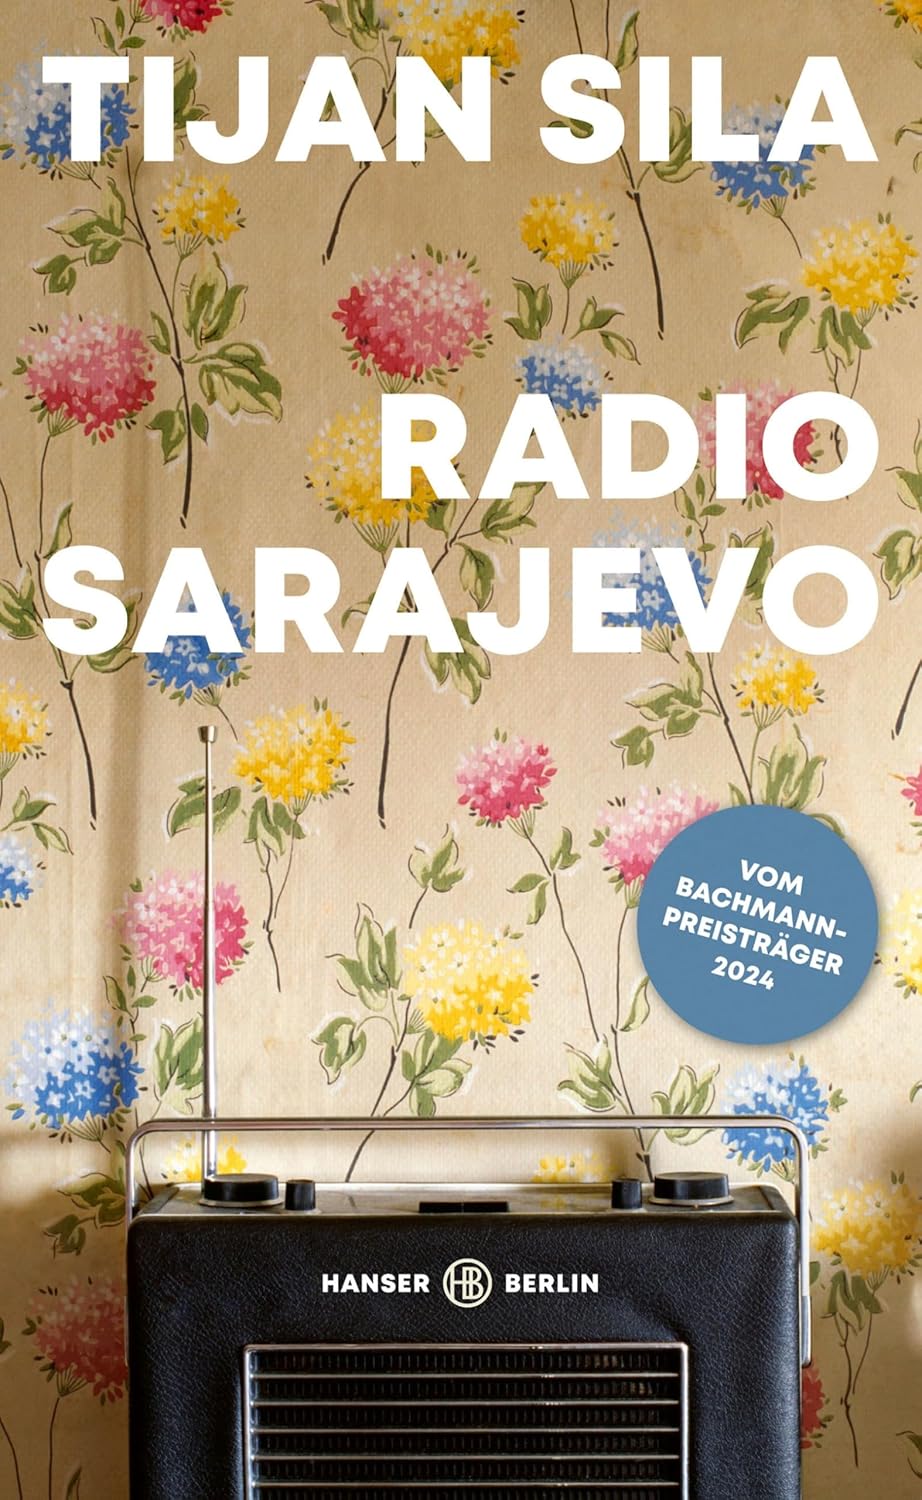 TIJAN SILA
RADIO
SARAJEVO
VOM
BACHMANN-
PREISTRÄGER
2024
HANSER HB BERLIN